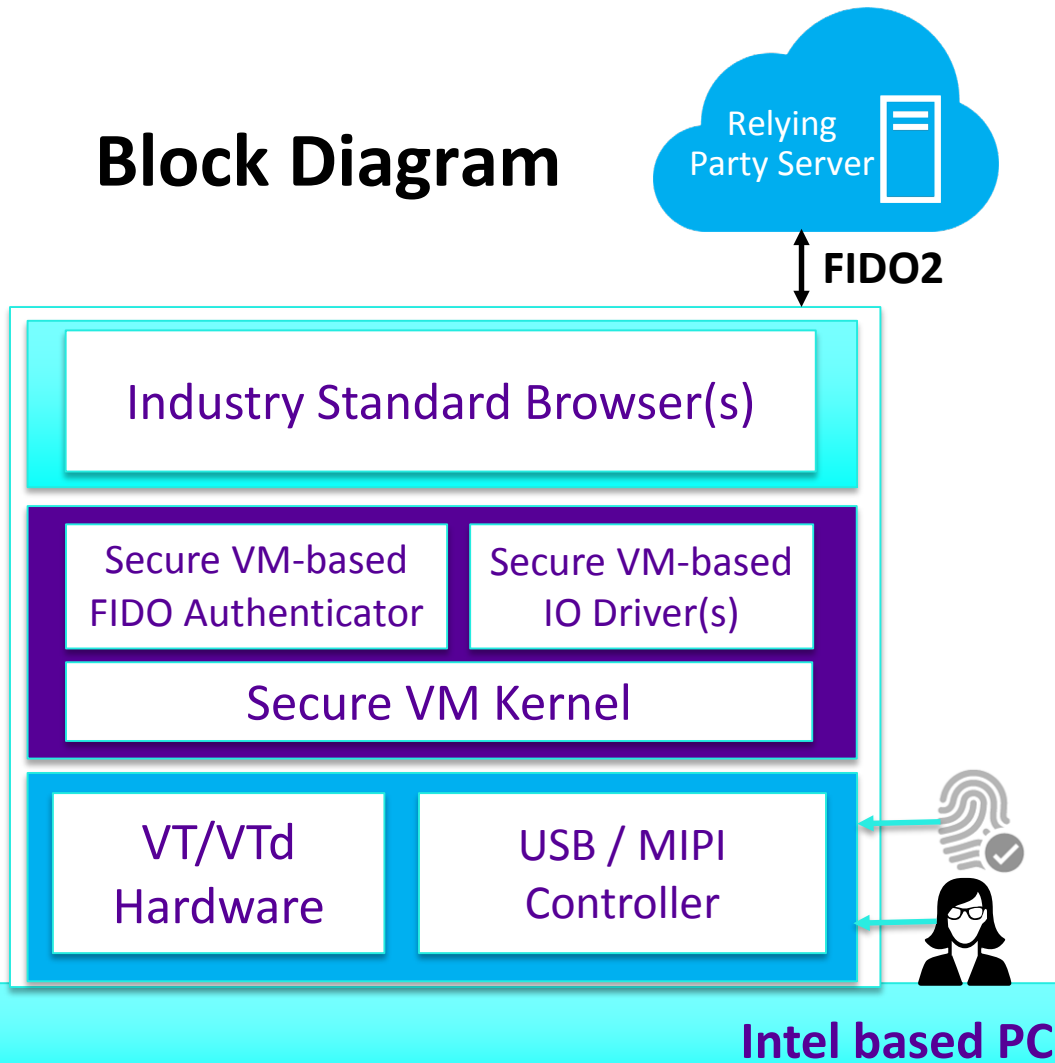 Relying
Party Server
Block Diagram
FIDO2
Industry Standard Browser(s)
Secure VM-based
FIDO Authenticator
Secure VM-based
IO Driver(s)
Secure VM Kernel
VT/VTd
Hardware
USB / MIPI
Controller
Intel based PC